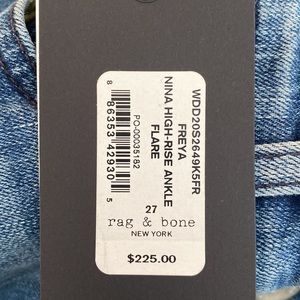 WDD20S2649K5FR
FREYA
NINA HIGH-RISE ANKLE
FLARE
PO-00035182
8 86353 42930 5
27
rag & bone
NEW YORK
$225.00